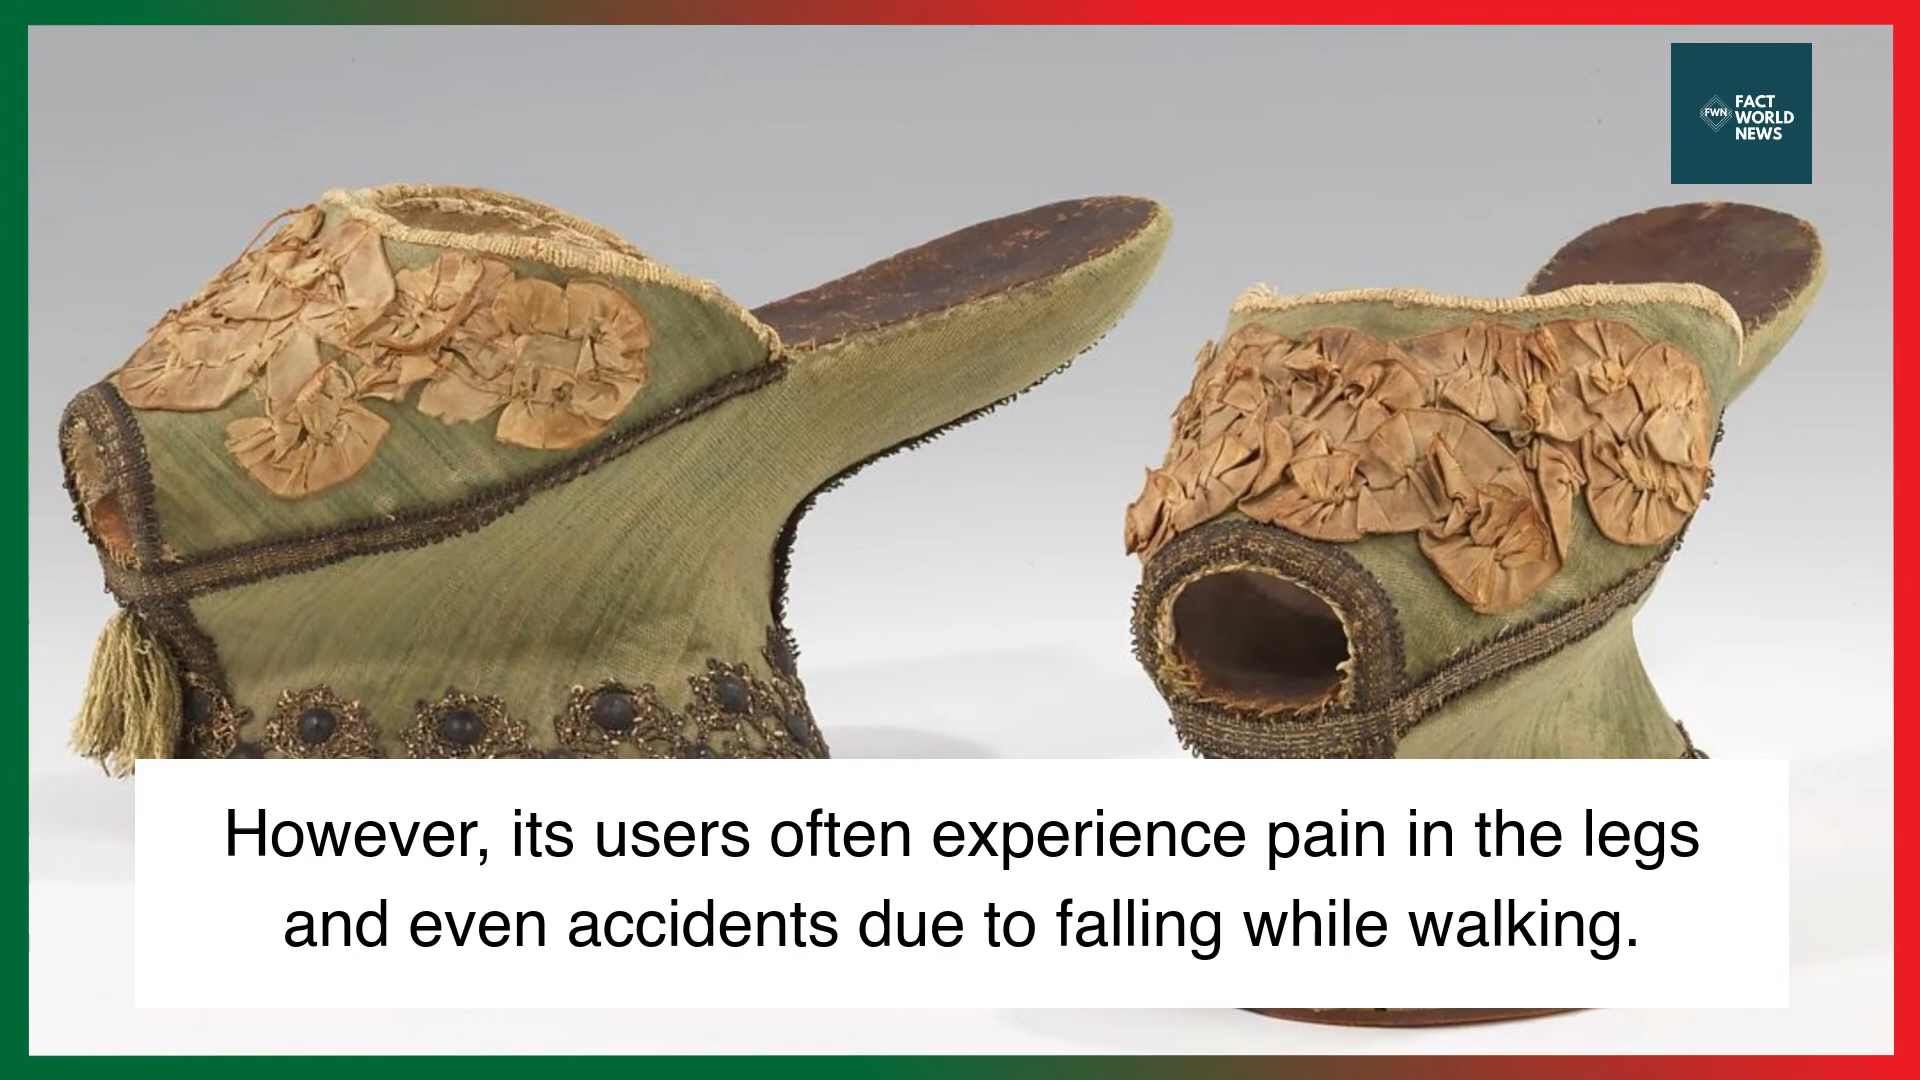 FWN
FACT
WORLD
NEWS
However, its users often experience pain in the legs
and even accidents due to falling while walking.